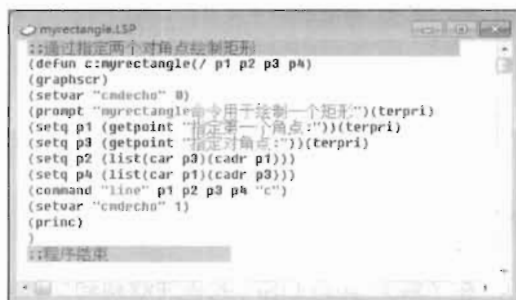 myrectangle.LSP
;;通过指定两个对角点绘制矩形
(defun c:myrectangle(/ p1 p2 p3 p4)
(graphscr)
(setvar "cmdecho" 0)
(prompt "myrectangle命令用于绘制一个矩形")(terpri)
(setq p1 (getpoint "指定第一个角点:"))(terpri)
(setq p3 (getpoint "指定对角点:"))(terpri)
(setq p2 (list(car p3)(cadr p1)))
(setq p4 (list(car p1)(cadr p3)))
(command "line" p1 p2 p3 p4 "c")
(setvar "cmdecho" 1)
(princ)
)
;;程序结束